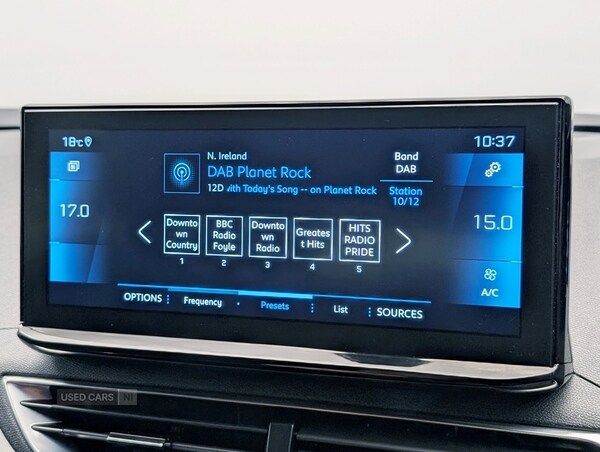 18°C
10:37
N. Ireland
DAB Planet Rock
12D with Today's Song -- on Planet Rock
Band
DAB
Station
10/12
17.0
15.0
Downto
wn
Country
BBC
Radio
Foyle
Downto
wn
Radio
Greates
t Hits
HITS
RADIO
PRIDE
1
2
3
4
5
A/C
OPTIONS
Frequency
Presets
List
SOURCES
USED CARS NI